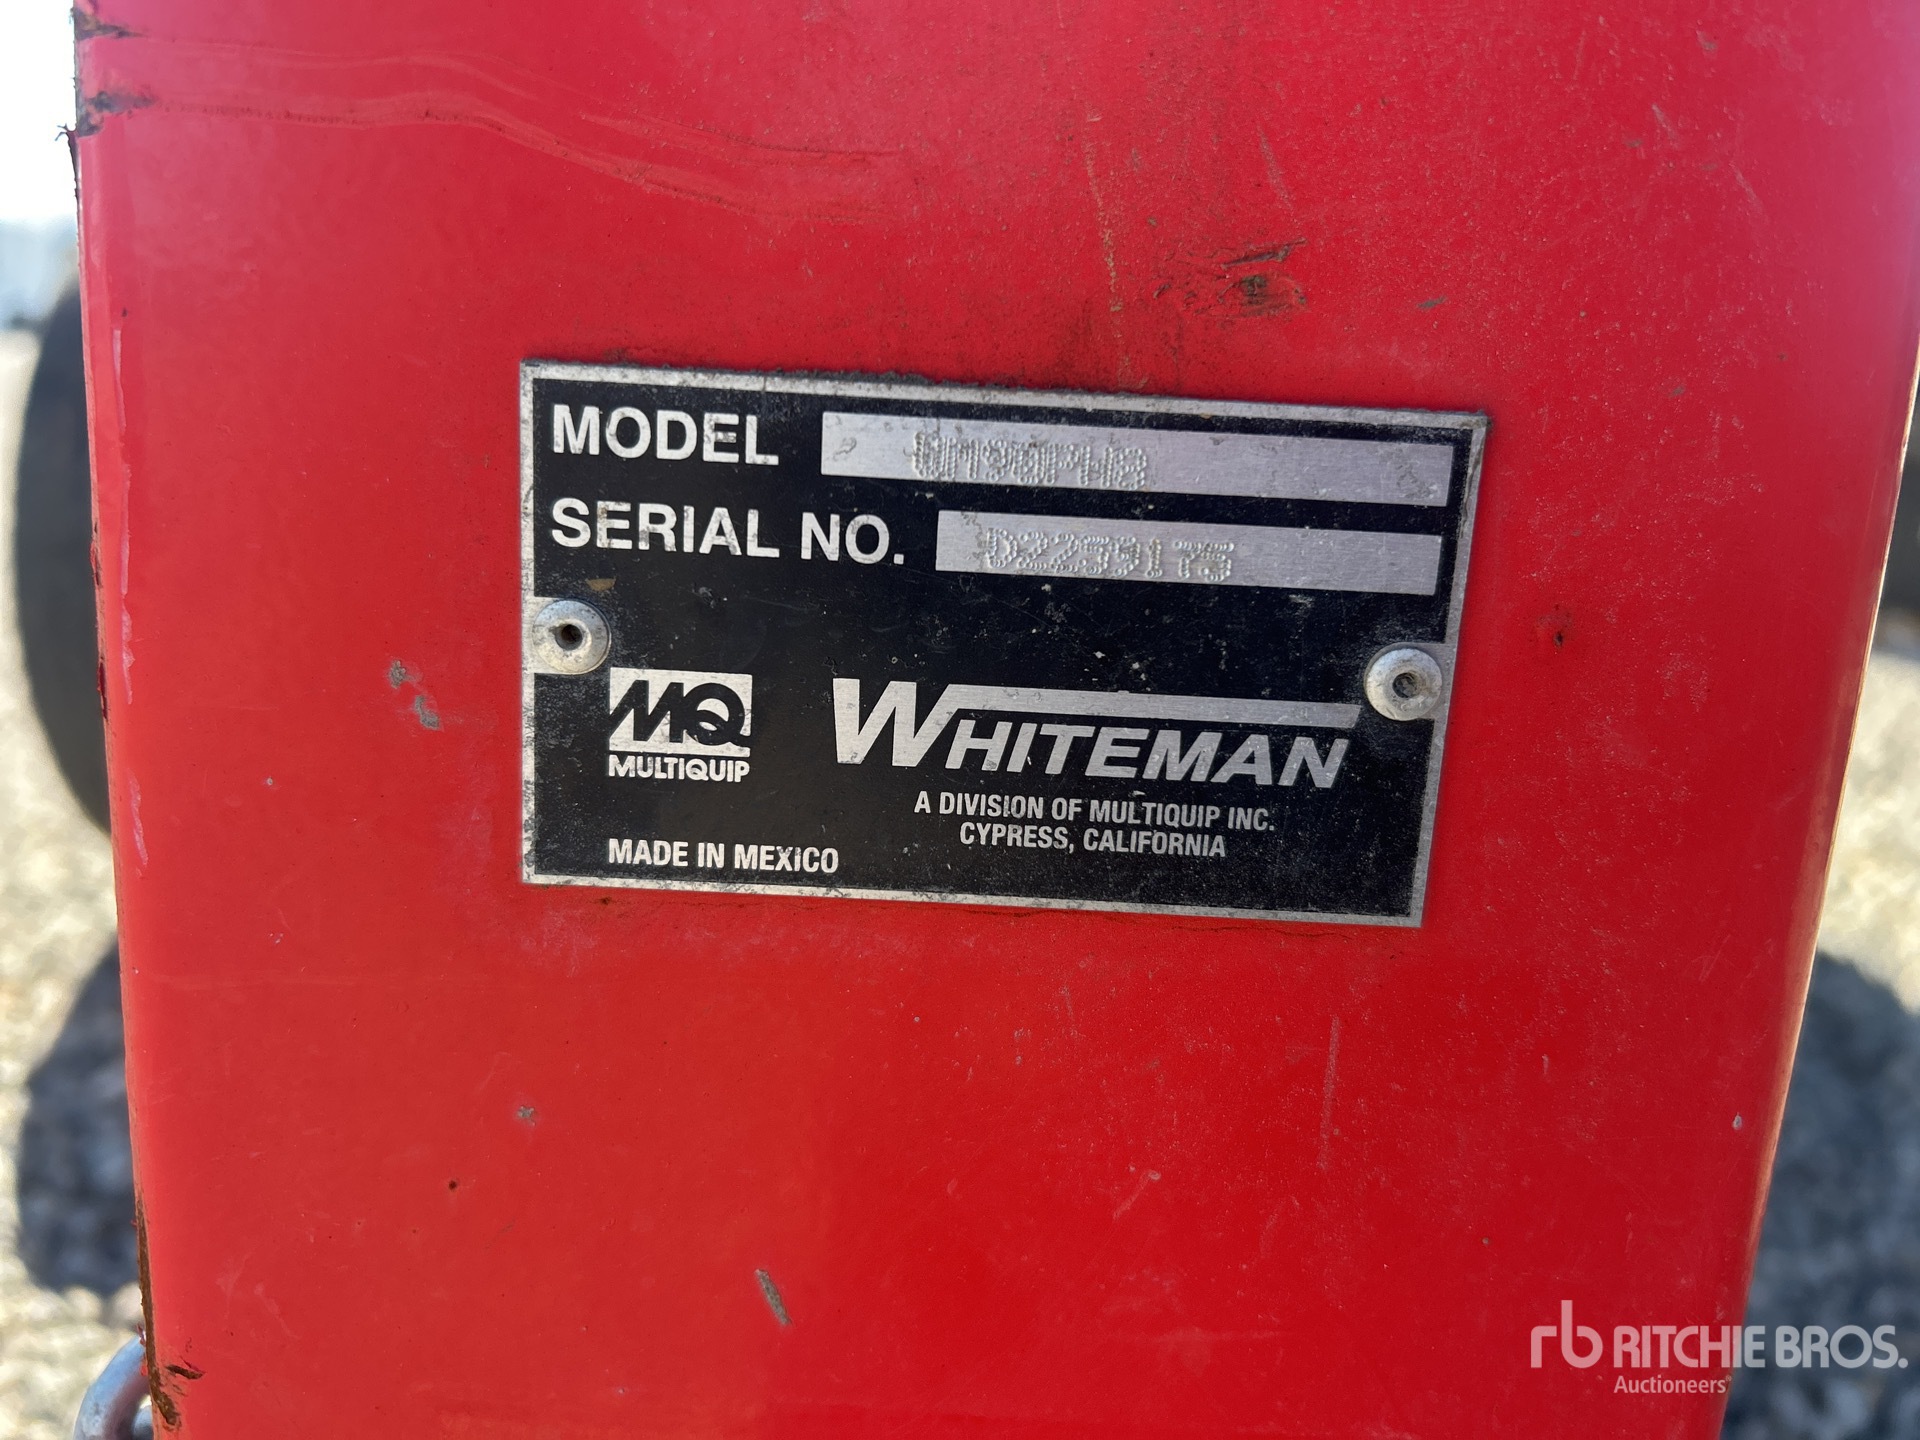 MODEL WM90PH8
SERIAL NO. D2259175
MQ
MULTIQUIP
WHITEMAN
A DIVISION OF MULTIQUIP INC.
CYPRESS, CALIFORNIA
MADE IN MEXICO
rb RITCHIE BROS.
Auctioneers